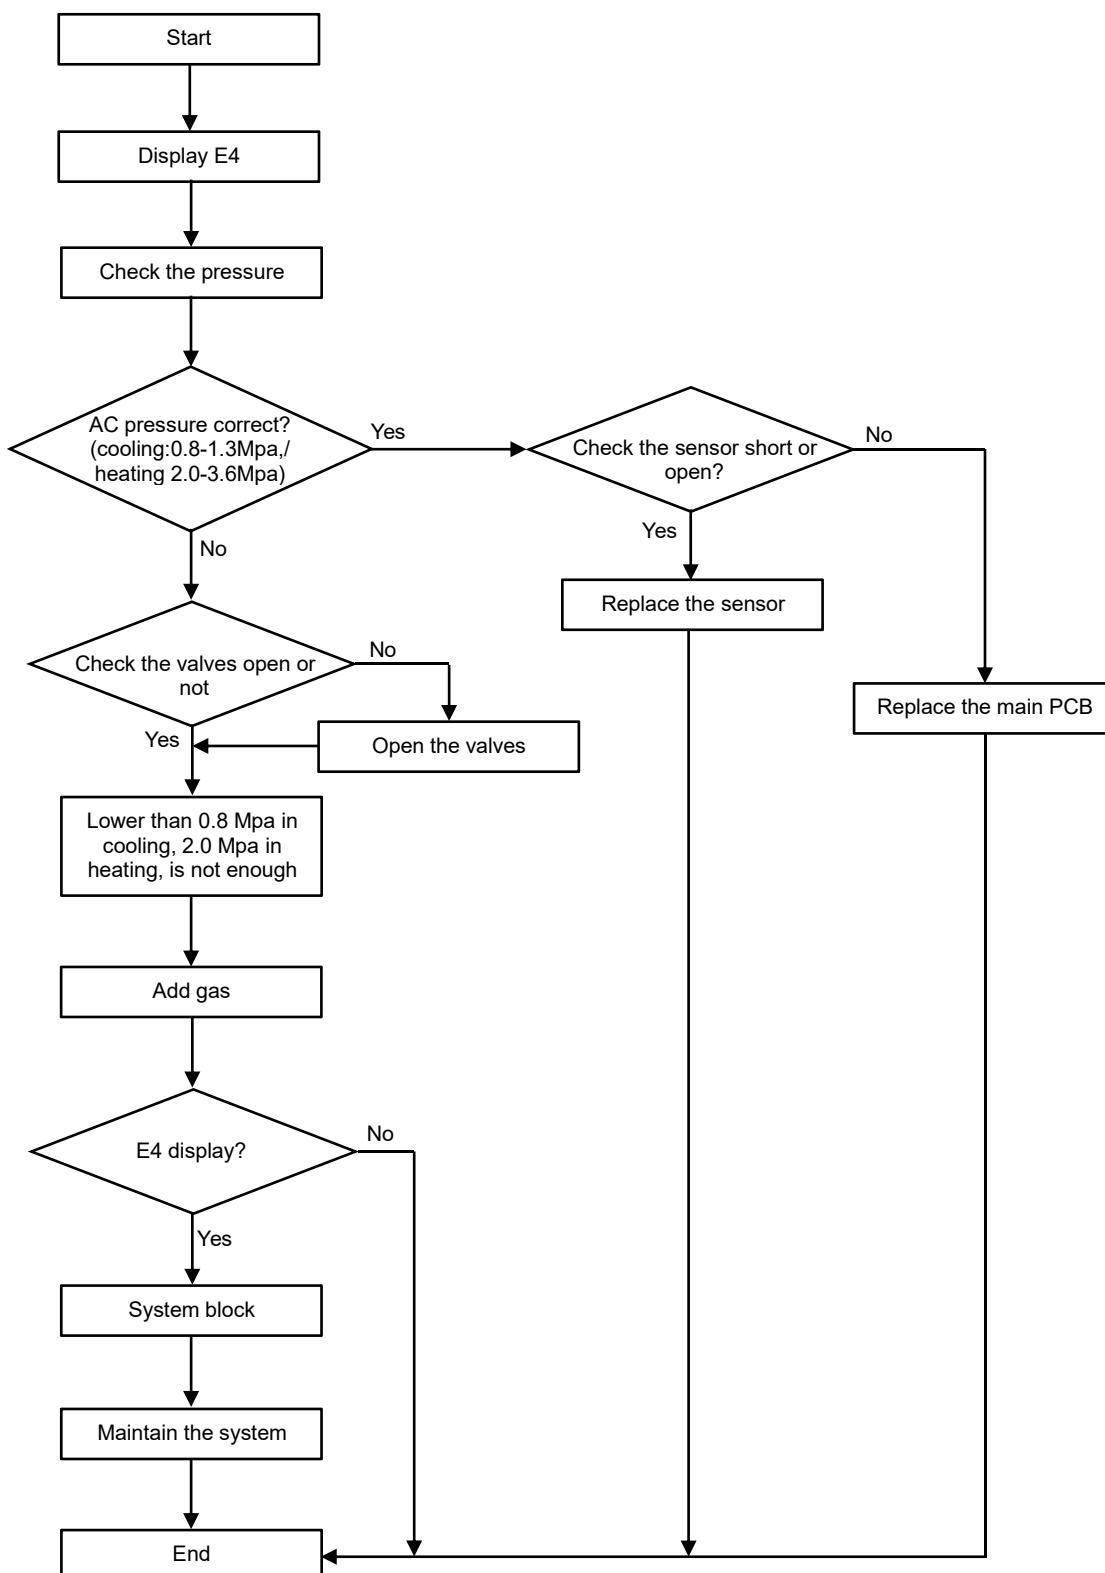 Start
Display E4
Check the pressure
AC pressure correct?
(cooling:0.8-1.3Mpa,/
heating 2.0-3.6Mpa)
Yes
Check the sensor short or
open?
No
Yes
No
Replace the sensor
Check the valves open or
not
No
Replace the main PCB
Yes
Open the valves
Lower than 0.8 Mpa in
cooling, 2.0 Mpa in
heating, is not enough
Add gas
E4 display?
No
Yes
System block
Maintain the system
End